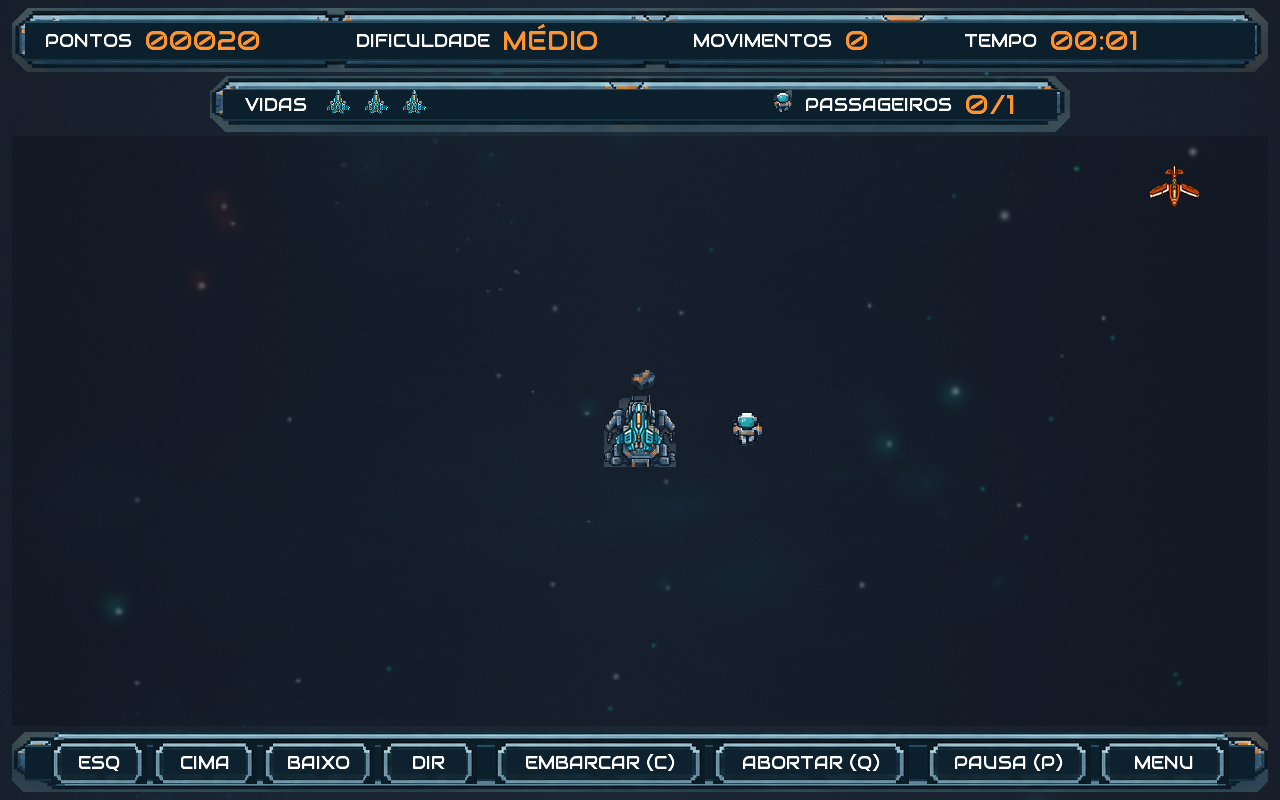 PONTOS 00020 DIFICULDADE MÉDIO MOVIMENTOS 0 TEMPO 00:01
VIDAS PASSAGEIROS 0/1
ESQ CIMA BAIXO DIR EMBARCAR (C) ABORTAR (Q) PAUSA (P) MENU